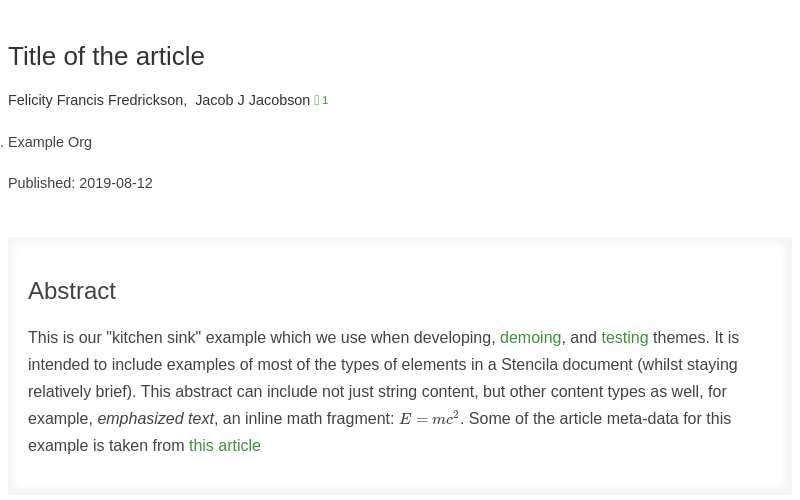 Title of the article
Felicity Francis Fredrickson, Jacob J Jacobson 1
. Example Org
Published: 2019-08-12
Abstract
This is our "kitchen sink" example which we use when developing, demoing, and testing themes. It is
intended to include examples of most of the types of elements in a Stencila document (whilst staying
relatively brief). This abstract can include not just string content, but other content types as well, for
example, emphasized text, an inline math fragment: E = mc². Some of the article meta-data for this
example is taken from this article